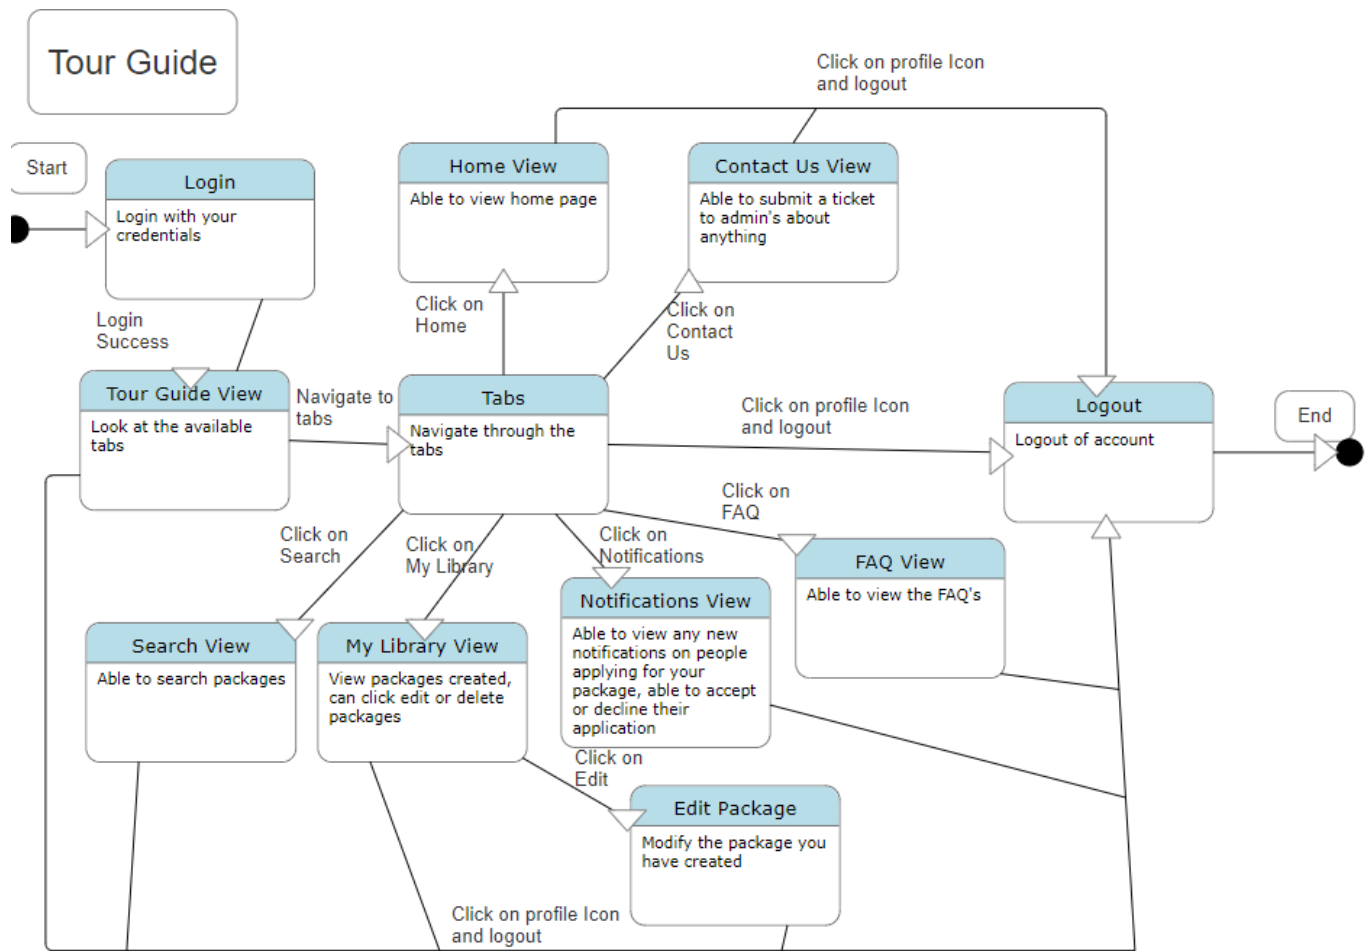 Tour Guide
Click on profile Icon
and logout
Start
Login
Login with your
credentials
Home View
Able to view home page
Contact Us View
Able to submit a ticket
to admin's about
anything
Login
Success
Click on
Home
Click on
Contact
Us
Tour Guide View
Look at the available
tabs
Navigate to
tabs
Tabs
Navigate through the
tabs
Click on profile Icon
and logout
Logout
Logout of account
End
Click on
Search
Click on
My Library
Click on
Notifications
Click on
FAQ
FAQ View
Able to view the FAQ's
Search View
Able to search packages
My Library View
View packages created,
can click edit or delete
packages
Notifications View
Able to view any new
notifications on people
applying for your
package, able to accept
or decline their
application
Click on
Edit
Edit Package
Modify the package you
have created
Click on profile Icon
and logout